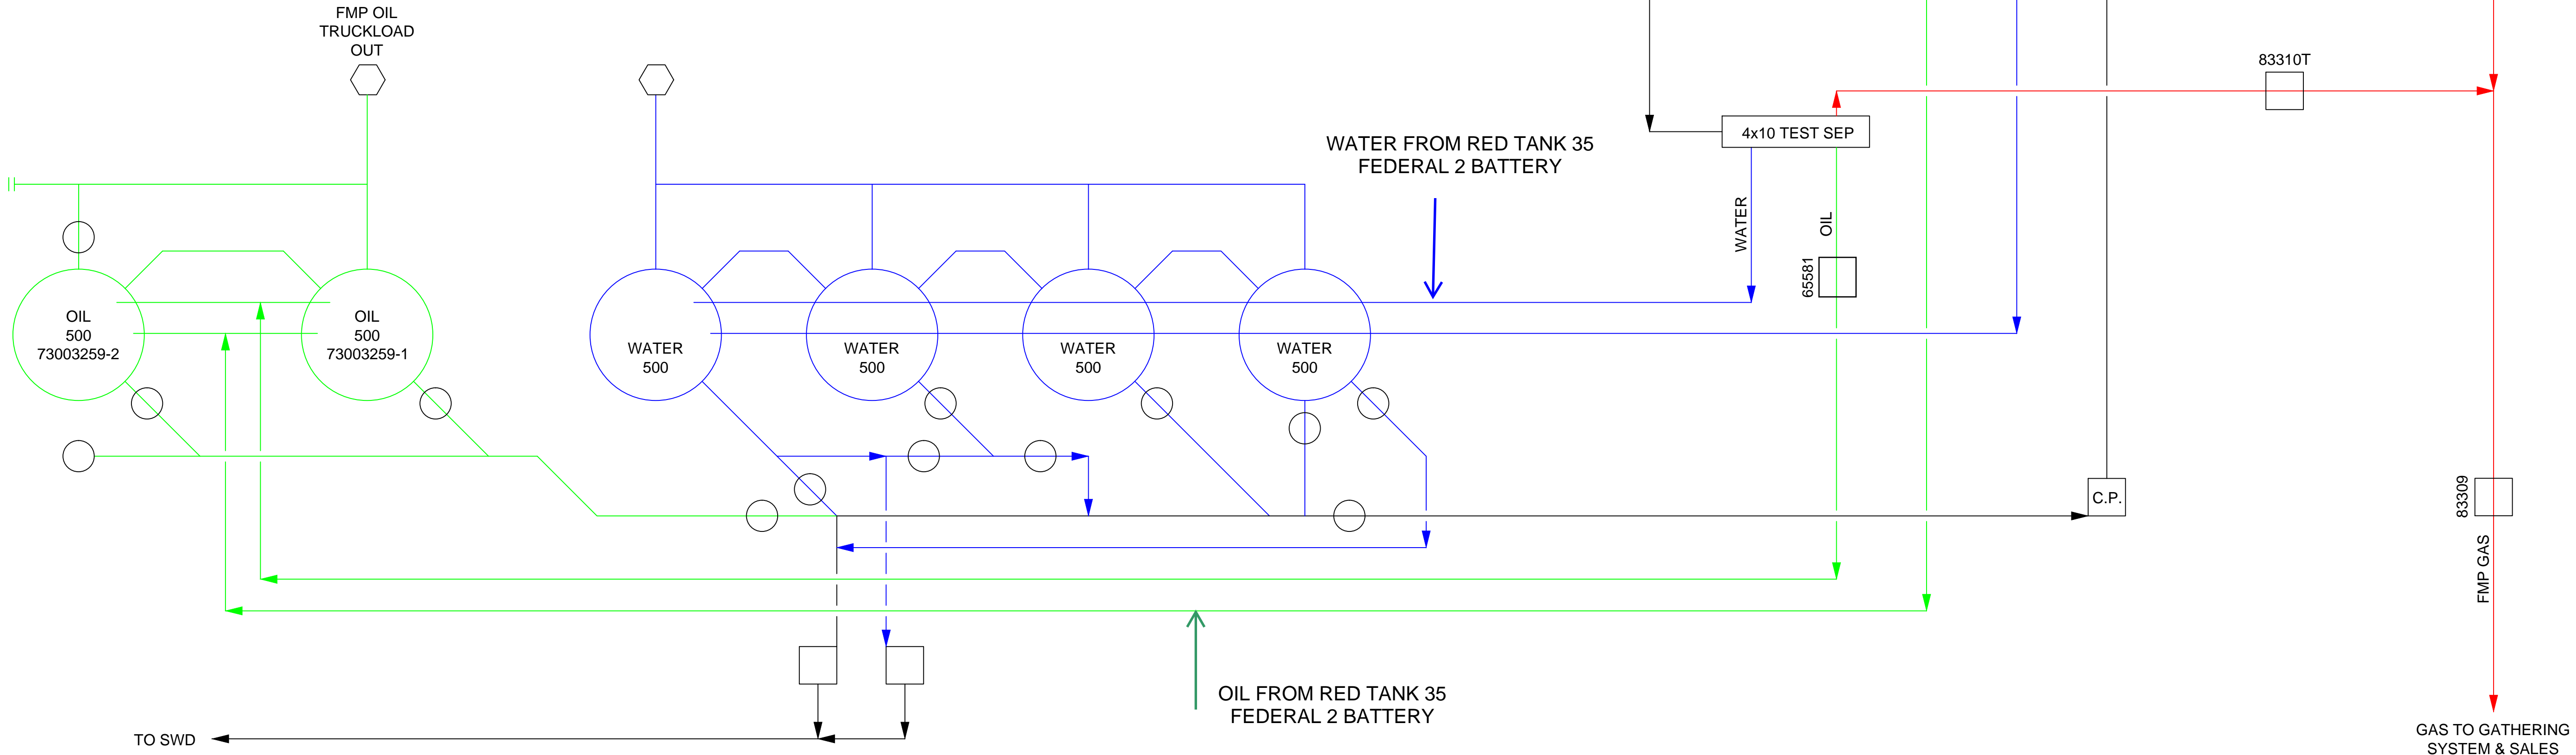 FMP OIL
TRUCKLOAD
OUT
83310T
4x10 TEST SEP
WATER FROM RED TANK 35
FEDERAL 2 BATTERY
WATER
OIL
65581
OIL
500
73003259-2
OIL
500
73003259-1
WATER
500
WATER
500
WATER
500
WATER
500
C.P.
83309
FMP GAS
OIL FROM RED TANK 35
FEDERAL 2 BATTERY
TO SWD
GAS TO GATHERING
SYSTEM & SALES